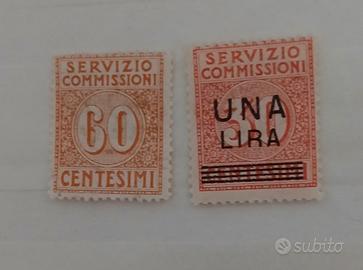 SERVIZIO
COMMISSIONI
60
CENTESIMI
SERVIZIO
COMMISSIONI
UNA
LIRA
CENTESIMI
subito